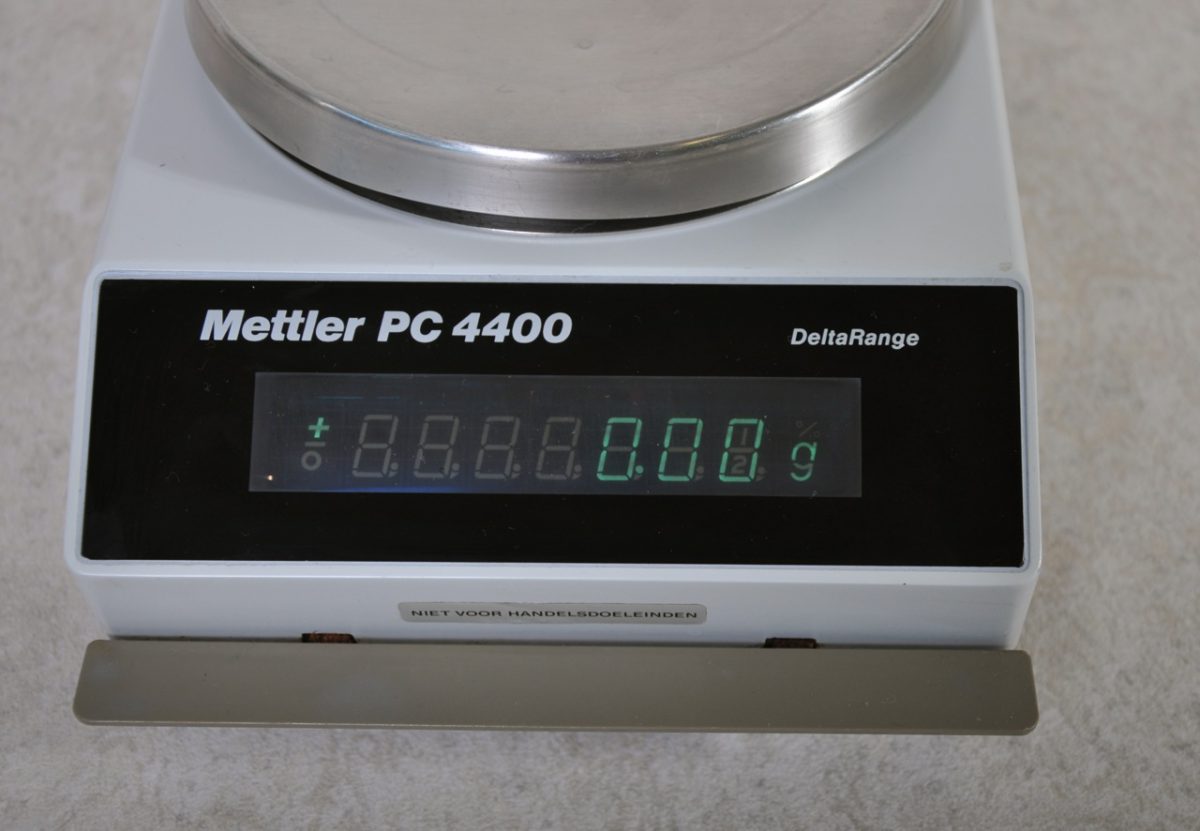 Mettler PC 4400
DeltaRange
+ 0.00 g
NIET VOOR HANDELSDOELEINDEN